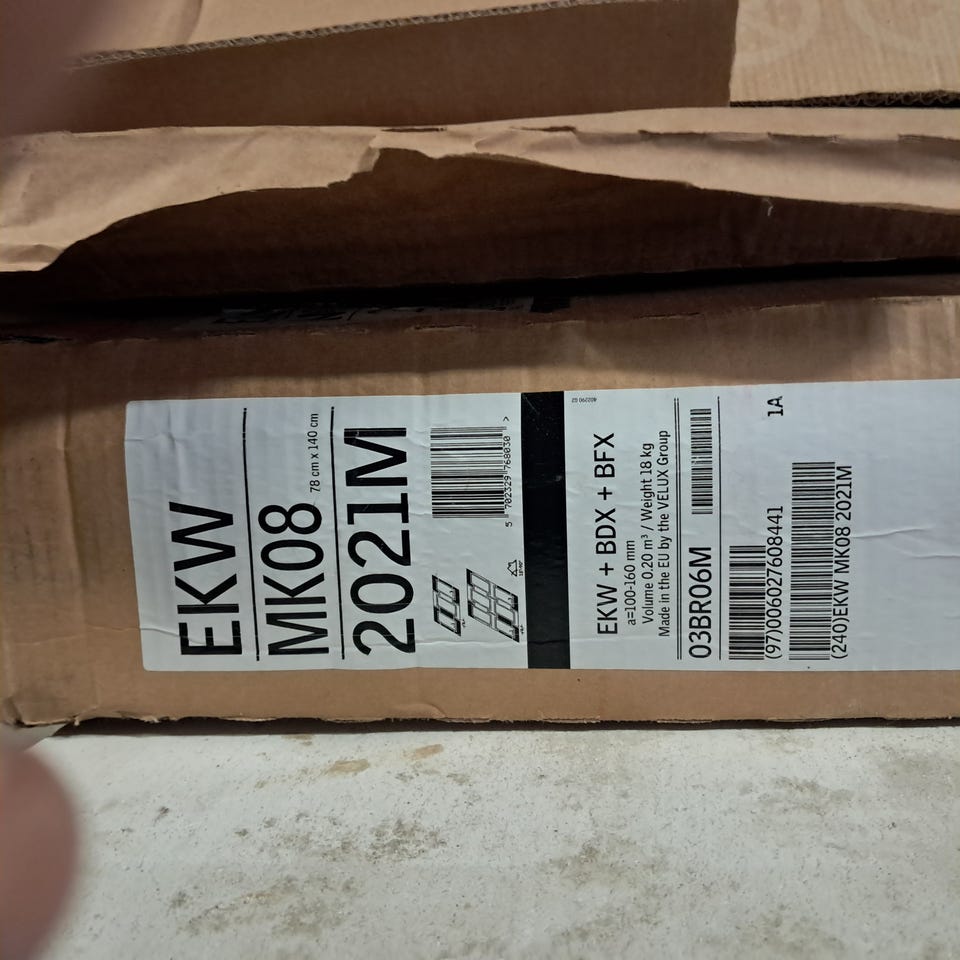 EKW
MK08
78 cm x 140 cm
2021M
5 702329 768030 >
EKW + BDX + BFX
a=100-160 mm
Volume 0.20 m³ / Weight 18 kg
Made in the EU by the VELUX Group
03BR06M
(97)006027608441
1A
(240)EKW MK08 2021M